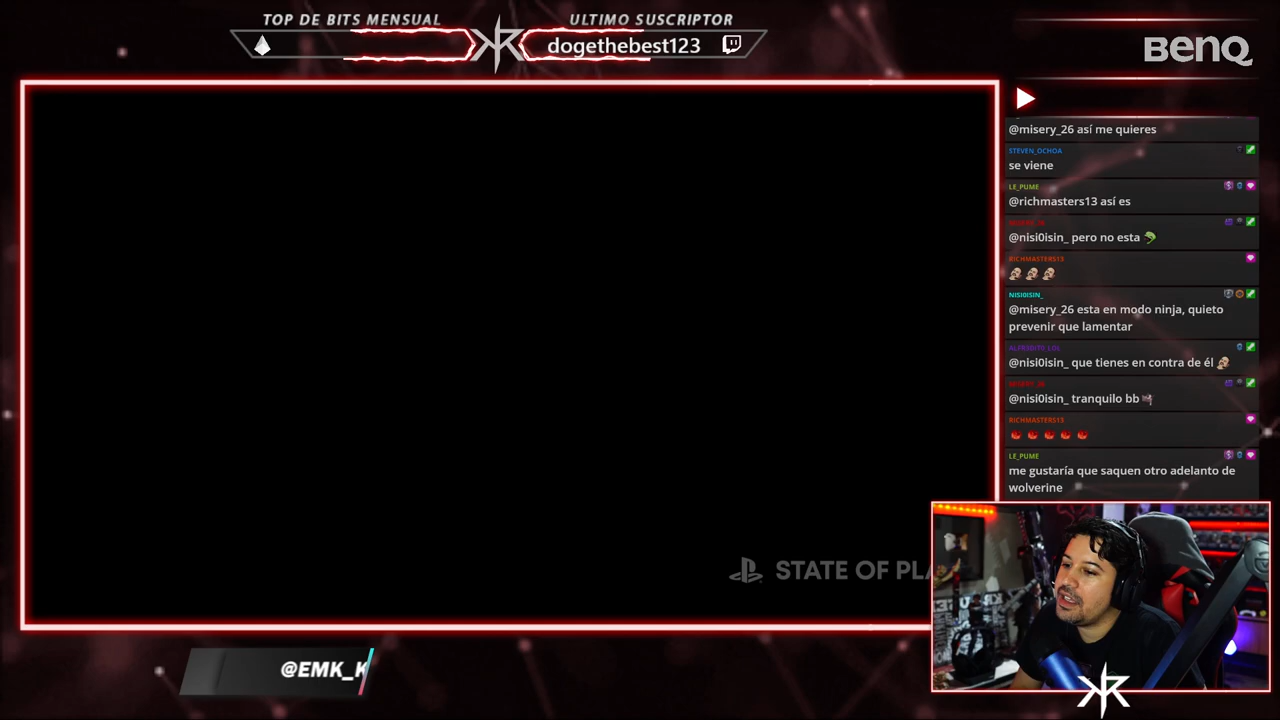 TOP DE BITS MENSUAL
ULTIMO SUSCRIPTOR
dogethebest123
BenQ
@misery_26 así me quieres
STEVEN_OCHOA
se viene
LE_PUME
@richmasters13 así es
MISERY_26
@nisi0isin_ pero no esta
RICHMASTERS13
NISI0ISIN_
@misery_26 esta en modo ninja, quieto
prevenir que lamentar
@nisi0isin_ que tienes en contra de él
MISERY_26
@nisi0isin_ tranquilo bb
RICHMASTERS13
LE_PUME
me gustaría que saquen otro adelanto de
wolverine
STATE OF PLA
@EMK_K
KR